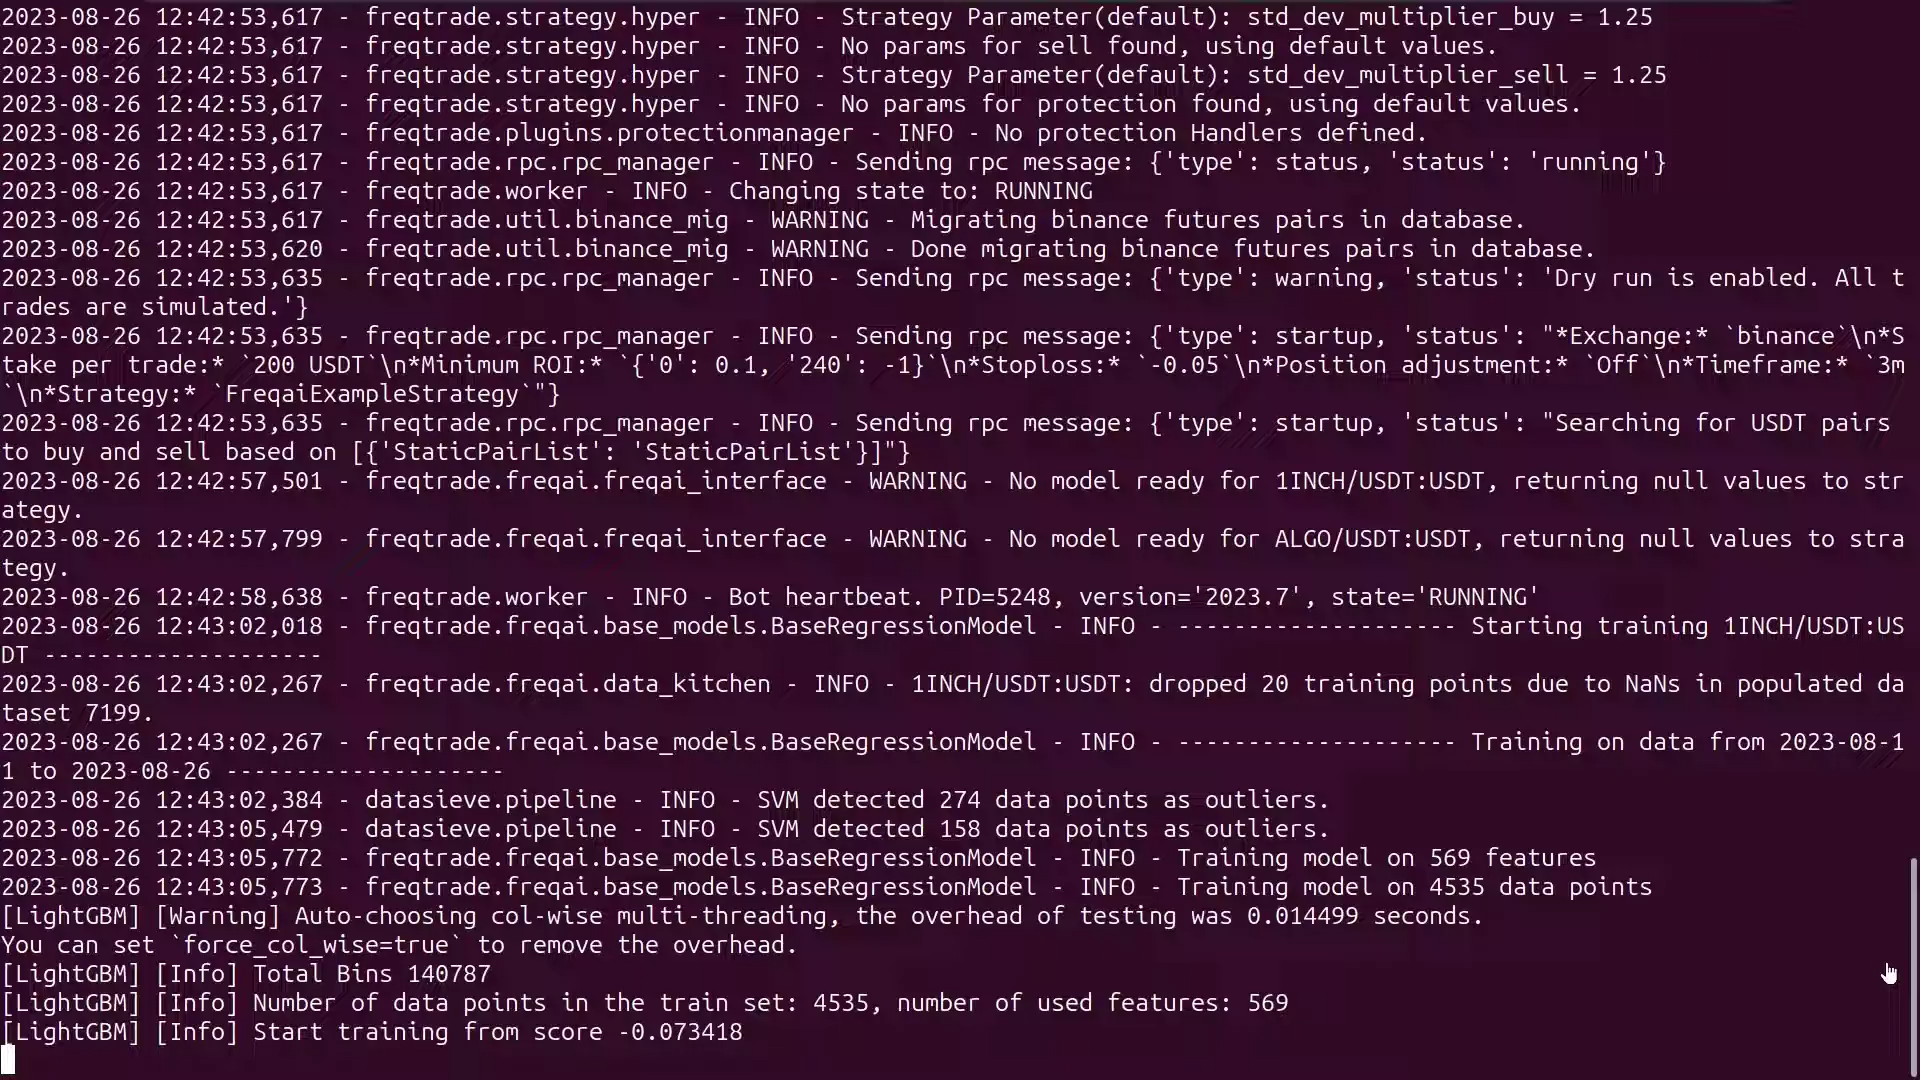 2023-08-26 12:42:53,617 - freqtrade.strategy.hyper - INFO - Strategy Parameter(default): std_dev_multiplier_buy = 1.25
2023-08-26 12:42:53,617 - freqtrade.strategy.hyper - INFO - No params for sell found, using default values.
2023-08-26 12:42:53,617 - freqtrade.strategy.hyper - INFO - Strategy Parameter(default): std_dev_multiplier_sell = 1.25
2023-08-26 12:42:53,617 - freqtrade.strategy.hyper - INFO - No params for protection found, using default values.
2023-08-26 12:42:53,617 - freqtrade.plugins.protectionmanager - INFO - No protection Handlers defined.
2023-08-26 12:42:53,617 - freqtrade.rpc.rpc_manager - INFO - Sending rpc message: {'type': status, 'status': 'running'}
2023-08-26 12:42:53,617 - freqtrade.worker - INFO - Changing state to: RUNNING
2023-08-26 12:42:53,617 - freqtrade.util.binance_mig - WARNING - Migrating binance futures pairs in database.
2023-08-26 12:42:53,620 - freqtrade.util.binance_mig - WARNING - Done migrating binance futures pairs in database.
2023-08-26 12:42:53,635 - freqtrade.rpc.rpc_manager - INFO - Sending rpc message: {'type': warning, 'status': 'Dry run is enabled. All t
rades are simulated.'}
2023-08-26 12:42:53,635 - freqtrade.rpc.rpc_manager - INFO - Sending rpc message: {'type': startup, 'status': "*Exchange:* `binance`\n*S
take per trade:* `200 USDT`\n*Minimum ROI:* `{'0': 0.1, '240': -1}`\n*Stoploss:* `-0.05`\n*Position adjustment:* `Off`\n*Timeframe:* `3m
`\n*Strategy:* `FreqaiExampleStrategy`"}
2023-08-26 12:42:53,635 - freqtrade.rpc.rpc_manager - INFO - Sending rpc message: {'type': startup, 'status': "Searching for USDT pairs 
to buy and sell based on [{'StaticPairList': 'StaticPairList'}]"}
2023-08-26 12:42:57,501 - freqtrade.freqai.freqai_interface - WARNING - No model ready for 1INCH/USDT:USDT, returning null values to str
ategy.
2023-08-26 12:42:57,799 - freqtrade.freqai.freqai_interface - WARNING - No model ready for ALGO/USDT:USDT, returning null values to stra
tegy.
2023-08-26 12:42:58,638 - freqtrade.worker - INFO - Bot heartbeat. PID=5248, version='2023.7', state='RUNNING'
2023-08-26 12:43:02,018 - freqtrade.freqai.base_models.BaseRegressionModel - INFO - -------------------- Starting training 1INCH/USDT:US
DT --------------------
2023-08-26 12:43:02,267 - freqtrade.freqai.data_kitchen - INFO - 1INCH/USDT:USDT: dropped 20 training points due to NaNs in populated da
taset 7199.
2023-08-26 12:43:02,267 - freqtrade.freqai.base_models.BaseRegressionModel - INFO - -------------------- Training on data from 2023-08-1
1 to 2023-08-26 --------------------
2023-08-26 12:43:02,384 - datasieve.pipeline - INFO - SVM detected 274 data points as outliers.
2023-08-26 12:43:05,479 - datasieve.pipeline - INFO - SVM detected 158 data points as outliers.
2023-08-26 12:43:05,772 - freqtrade.freqai.base_models.BaseRegressionModel - INFO - Training model on 569 features
2023-08-26 12:43:05,773 - freqtrade.freqai.base_models.BaseRegressionModel - INFO - Training model on 4535 data points
[LightGBM] [Warning] Auto-choosing col-wise multi-threading, the overhead of testing was 0.014499 seconds.
You can set `force_col_wise=true` to remove the overhead.
[LightGBM] [Info] Total Bins 140787
[LightGBM] [Info] Number of data points in the train set: 4535, number of used features: 569
[LightGBM] [Info] Start training from score -0.073418